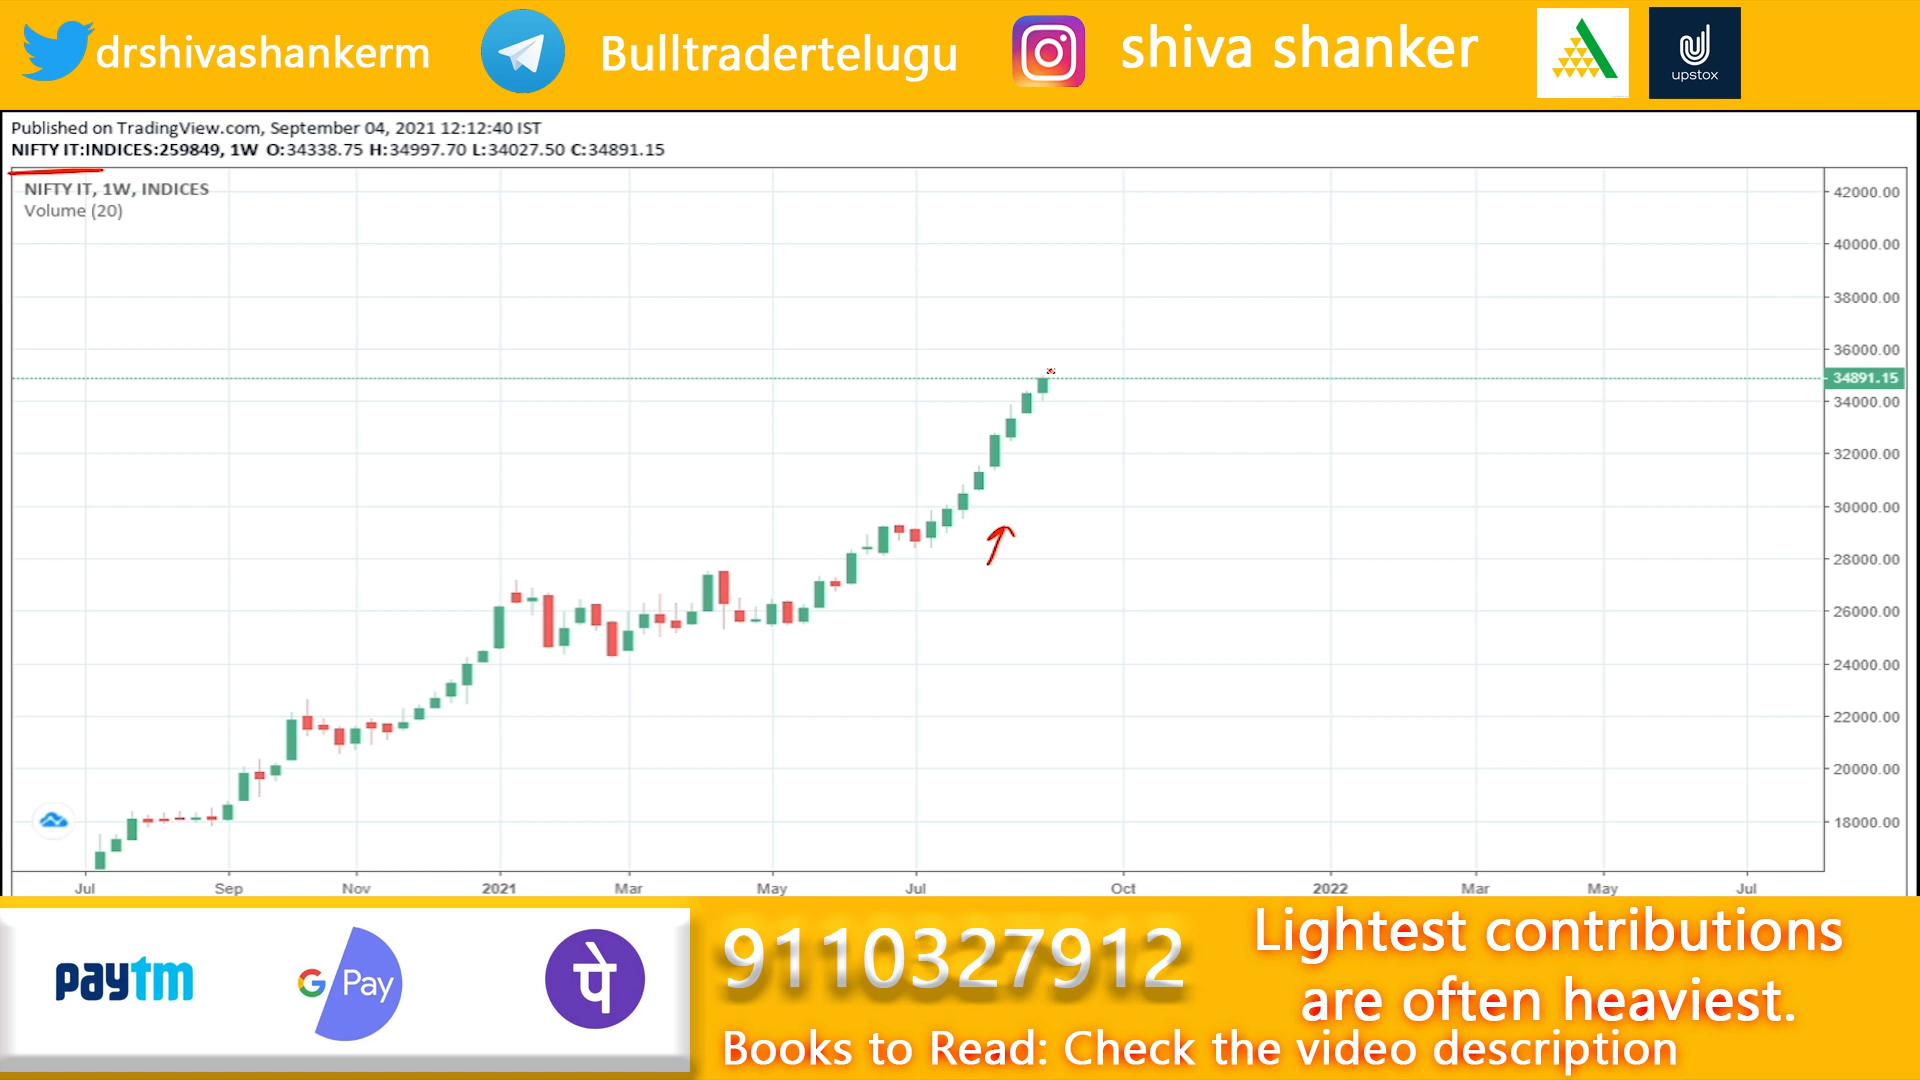 drshivashankerm
Bulltradertelugu
shiva shanker
upstox
Published on TradingView.com, September 04, 2021 12:12:40 IST
NIFTY IT:INDICES:259849, 1W O:34338.75 H:34997.70 L:34027.50 C:34891.15
NIFTY IT, 1W, INDICES
Volume (20)
42000.00
40000.00
38000.00
36000.00
34891.15
34000.00
32000.00
30000.00
28000.00
26000.00
24000.00
22000.00
20000.00
18000.00
Jul Sep Nov 2021 Mar May Jul Oct 2022 Mar May Jul
paytm
G Pay
पे
9110327912
Lightest contributions
are often heaviest.
Books to Read: Check the video description